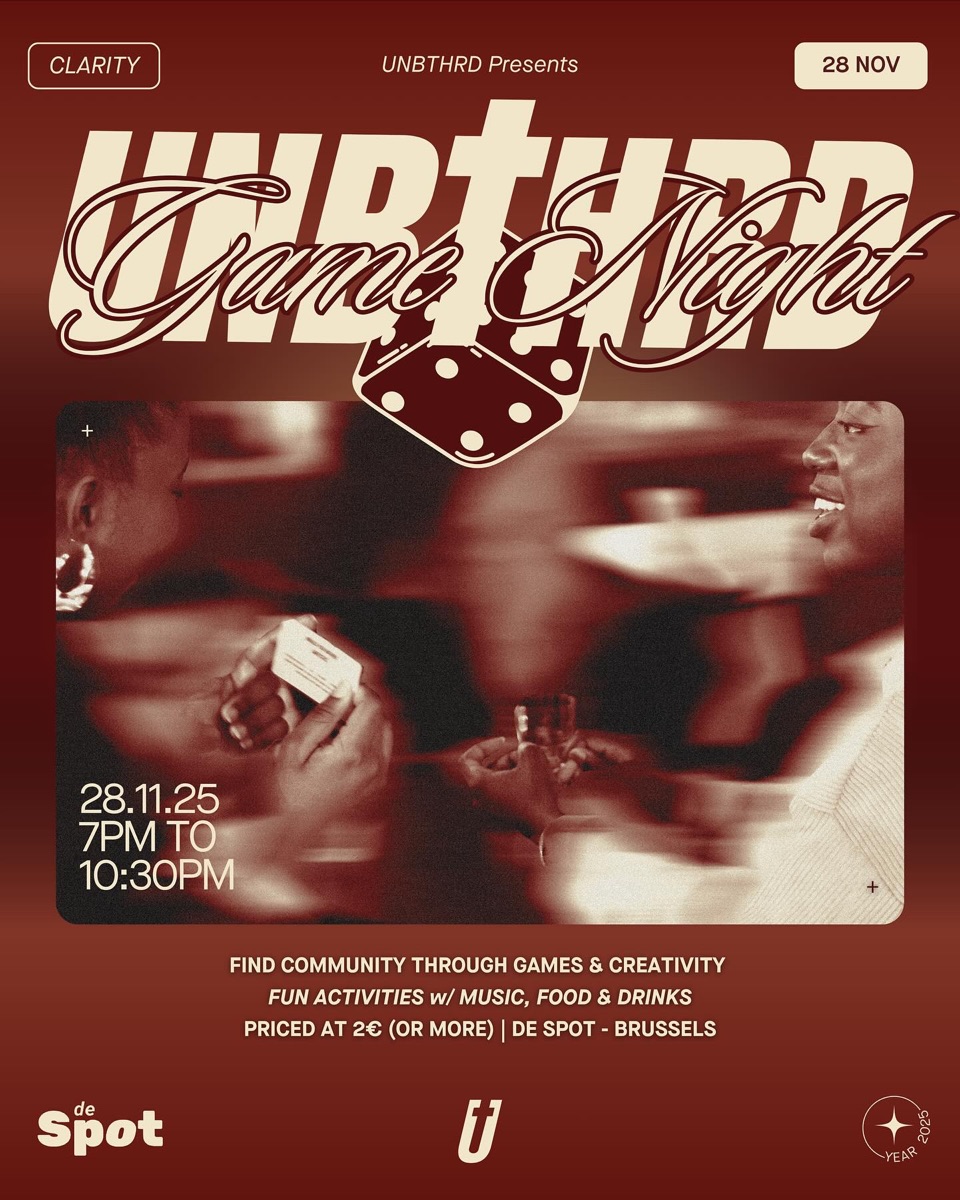 CLARITY
UNBTHRD Presents
28 NOV
UNBTHRD
Game Night
28.11.25
7PM TO
10:30PM
FIND COMMUNITY THROUGH GAMES & CREATIVITY
FUN ACTIVITIES w/ MUSIC, FOOD & DRINKS
PRICED AT 2€ (OR MORE) | DE SPOT - BRUSSELS
de
Spot
U
YEAR 2025